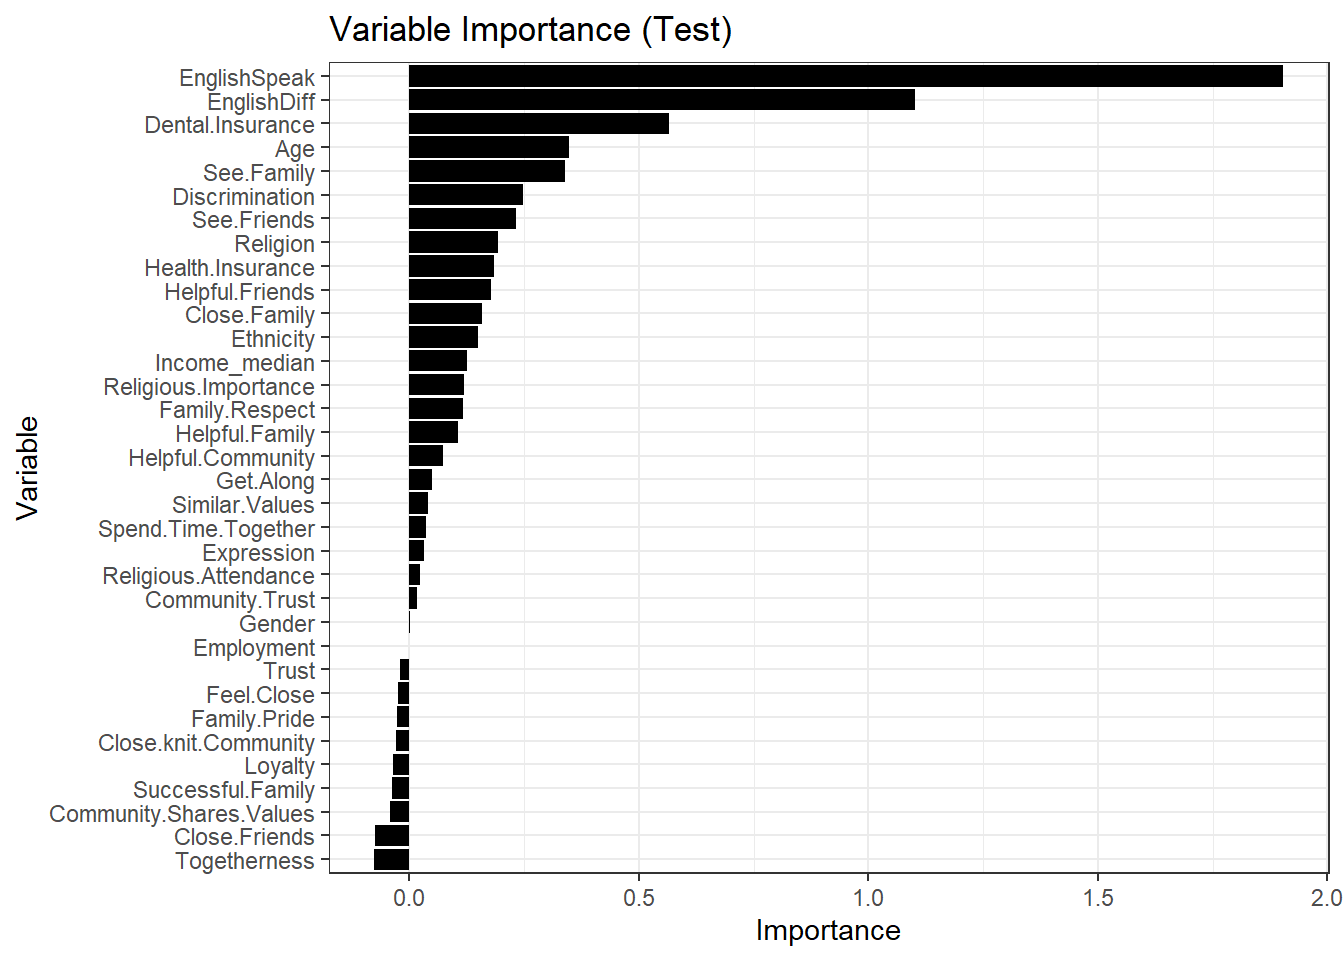 Variable Importance (Test)
EnglishSpeak
EnglishDiff
Dental.Insurance
Age
See.Family
Discrimination
See.Friends
Religion
Health.Insurance
Helpful.Friends
Close.Family
Ethnicity
Income_median
Religious.Importance
Family.Respect
Helpful.Family
Helpful.Community
Get.Along
Similar.Values
Spend.Time.Together
Expression
Religious.Attendance
Community.Trust
Gender
Employment
Trust
Feel.Close
Family.Pride
Close.knit.Community
Loyalty
Successful.Family
Community.Shares.Values
Close.Friends
Togetherness
Variable
0.0 0.5 1.0 1.5 2.0
Importance